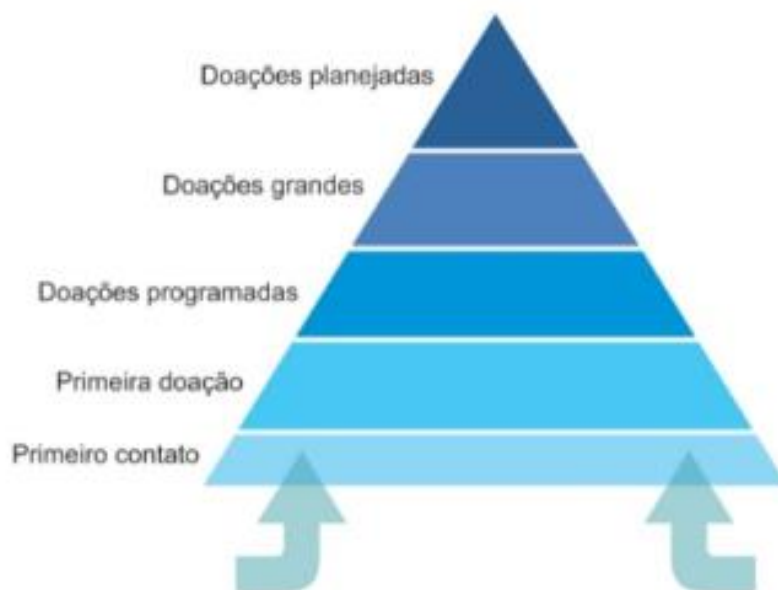 Doações planejadas
Doações grandes
Doações programadas
Primeira doação
Primeiro contato